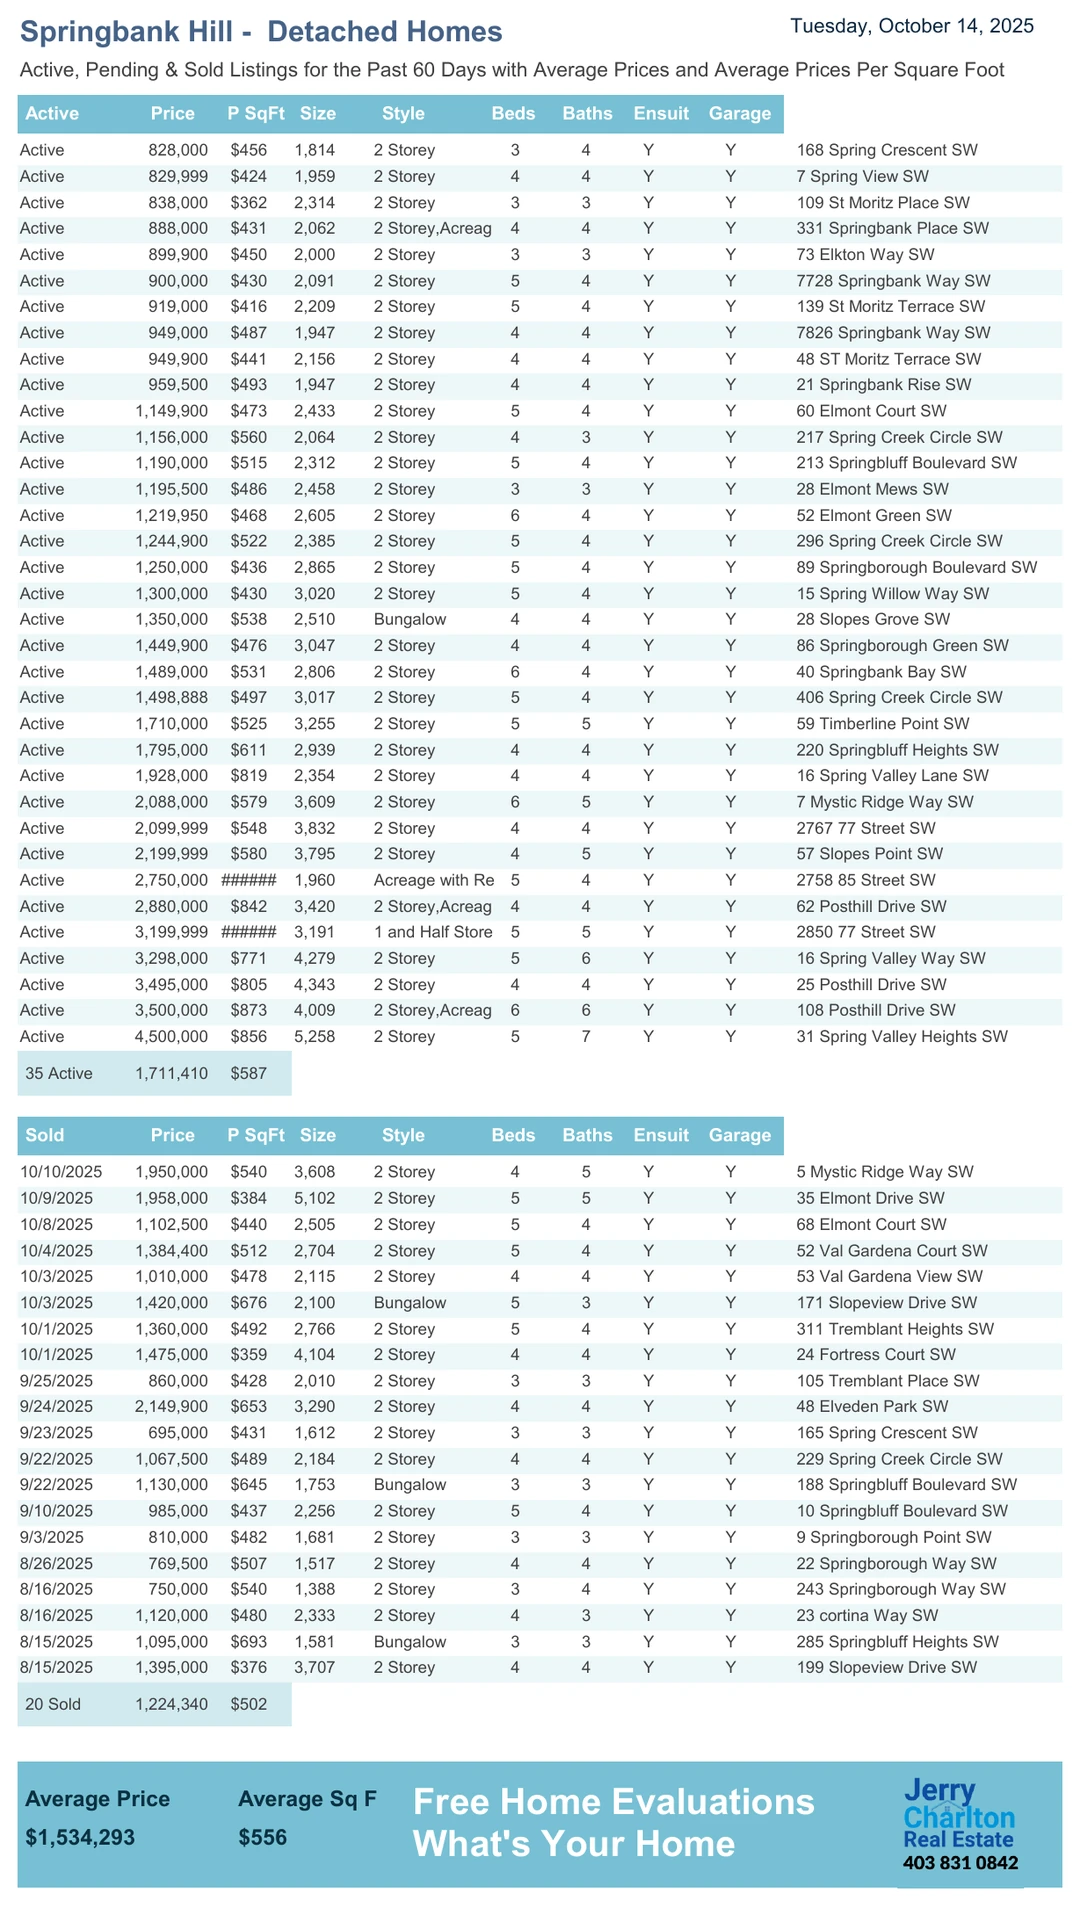 Springbank Hill -  Detached Homes
Tuesday, October 14, 2025
Active, Pending & Sold Listings for the Past 60 Days with Average Prices and Average Prices Per Square Foot
Active Price P SqFt Size Style Beds Baths Ensuit Garage
Active 828,000 $456 1,814 2 Storey 3 4 Y Y 168 Spring Crescent SW
Active 829,999 $424 1,959 2 Storey 4 4 Y Y 7 Spring View SW
Active 838,000 $362 2,314 2 Storey 3 3 Y Y 109 St Moritz Place SW
Active 888,000 $431 2,062 2 Storey,Acreag 4 4 Y Y 331 Springbank Place SW
Active 899,900 $450 2,000 2 Storey 3 3 Y Y 73 Elkton Way SW
Active 900,000 $430 2,091 2 Storey 5 4 Y Y 7728 Springbank Way SW
Active 919,000 $416 2,209 2 Storey 5 4 Y Y 139 St Moritz Terrace SW
Active 949,000 $487 1,947 2 Storey 4 4 Y Y 7826 Springbank Way SW
Active 949,900 $441 2,156 2 Storey 4 4 Y Y 48 ST Moritz Terrace SW
Active 959,500 $493 1,947 2 Storey 4 4 Y Y 21 Springbank Rise SW
Active 1,149,900 $473 2,433 2 Storey 5 4 Y Y 60 Elmont Court SW
Active 1,156,000 $560 2,064 2 Storey 4 3 Y Y 217 Spring Creek Circle SW
Active 1,190,000 $515 2,312 2 Storey 5 4 Y Y 213 Springbluff Boulevard SW
Active 1,195,500 $486 2,458 2 Storey 3 3 Y Y 28 Elmont Mews SW
Active 1,219,950 $468 2,605 2 Storey 6 4 Y Y 52 Elmont Green SW
Active 1,244,900 $522 2,385 2 Storey 5 4 Y Y 296 Spring Creek Circle SW
Active 1,250,000 $436 2,865 2 Storey 5 4 Y Y 89 Springborough Boulevard SW
Active 1,300,000 $430 3,020 2 Storey 5 4 Y Y 15 Spring Willow Way SW
Active 1,350,000 $538 2,510 Bungalow 4 4 Y Y 28 Slopes Grove SW
Active 1,449,900 $476 3,047 2 Storey 4 4 Y Y 86 Springborough Green SW
Active 1,489,000 $531 2,806 2 Storey 6 4 Y Y 40 Springbank Bay SW
Active 1,498,888 $497 3,017 2 Storey 5 4 Y Y 406 Spring Creek Circle SW
Active 1,710,000 $525 3,255 2 Storey 5 5 Y Y 59 Timberline Point SW
Active 1,795,000 $611 2,939 2 Storey 4 4 Y Y 220 Springbluff Heights SW
Active 1,928,000 $819 2,354 2 Storey 4 4 Y Y 16 Spring Valley Lane SW
Active 2,088,000 $579 3,609 2 Storey 6 5 Y Y 7 Mystic Ridge Way SW
Active 2,099,999 $548 3,832 2 Storey 4 4 Y Y 2767 77 Street SW
Active 2,199,999 $580 3,795 2 Storey 4 5 Y Y 57 Slopes Point SW
Active 2,750,000 ###### 1,960 Acreage with Re 5 4 Y Y 2758 85 Street SW
Active 2,880,000 $842 3,420 2 Storey,Acreag 4 4 Y Y 62 Posthill Drive SW
Active 3,199,999 ###### 3,191 1 and Half Store 5 5 Y Y 2850 77 Street SW
Active 3,298,000 $771 4,279 2 Storey 5 6 Y Y 16 Spring Valley Way SW
Active 3,495,000 $805 4,343 2 Storey 4 4 Y Y 25 Posthill Drive SW
Active 3,500,000 $873 4,009 2 Storey,Acreag 6 6 Y Y 108 Posthill Drive SW
Active 4,500,000 $856 5,258 2 Storey 5 7 Y Y 31 Spring Valley Heights SW
35 Active 1,711,410 $587
Sold Price P SqFt Size Style Beds Baths Ensuit Garage
10/10/2025 1,950,000 $540 3,608 2 Storey 4 5 Y Y 5 Mystic Ridge Way SW
10/9/2025 1,958,000 $384 5,102 2 Storey 5 5 Y Y 35 Elmont Drive SW
10/8/2025 1,102,500 $440 2,505 2 Storey 5 4 Y Y 68 Elmont Court SW
10/4/2025 1,384,400 $512 2,704 2 Storey 5 4 Y Y 52 Val Gardena Court SW
10/3/2025 1,010,000 $478 2,115 2 Storey 4 4 Y Y 53 Val Gardena View SW
10/3/2025 1,420,000 $676 2,100 Bungalow 5 3 Y Y 171 Slopeview Drive SW
10/1/2025 1,360,000 $492 2,766 2 Storey 5 4 Y Y 311 Tremblant Heights SW
10/1/2025 1,475,000 $359 4,104 2 Storey 4 4 Y Y 24 Fortress Court SW
9/25/2025 860,000 $428 2,010 2 Storey 3 3 Y Y 105 Tremblant Place SW
9/24/2025 2,149,900 $653 3,290 2 Storey 4 4 Y Y 48 Elveden Park SW
9/23/2025 695,000 $431 1,612 2 Storey 3 3 Y Y 165 Spring Crescent SW
9/22/2025 1,067,500 $489 2,184 2 Storey 4 4 Y Y 229 Spring Creek Circle SW
9/22/2025 1,130,000 $645 1,753 Bungalow 3 3 Y Y 188 Springbluff Boulevard SW
9/10/2025 985,000 $437 2,256 2 Storey 5 4 Y Y 10 Springbluff Boulevard SW
9/3/2025 810,000 $482 1,681 2 Storey 3 3 Y Y 9 Springborough Point SW
8/26/2025 769,500 $507 1,517 2 Storey 4 4 Y Y 22 Springborough Way SW
8/16/2025 750,000 $540 1,388 2 Storey 3 4 Y Y 243 Springborough Way SW
8/16/2025 1,120,000 $480 2,333 2 Storey 4 3 Y Y 23 cortina Way SW
8/15/2025 1,095,000 $693 1,581 Bungalow 3 3 Y Y 285 Springbluff Heights SW
8/15/2025 1,395,000 $376 3,707 2 Storey 4 4 Y Y 199 Slopeview Drive SW
20 Sold 1,224,340 $502
Average Price Average Sq F
$1,534,293 $556
Free Home Evaluations
What's Your Home
Jerry
Charlton
Real Estate
403 831 0842